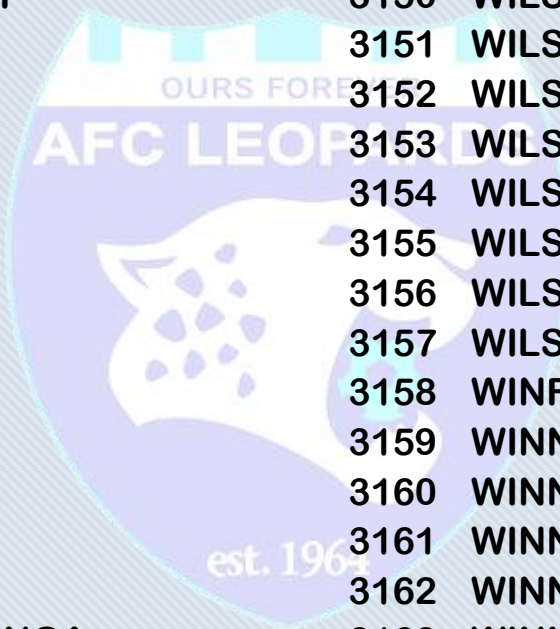 3151 WILS
OURS FOREVER
3152 WILS
AFC LEOPARDS
3153 WILS
3154 WILS
3155 WILS
3156 WILS
3157 WILS
3158 WINF
3159 WINN
3160 WINN
3161 WINN
est. 1964
3162 WINN